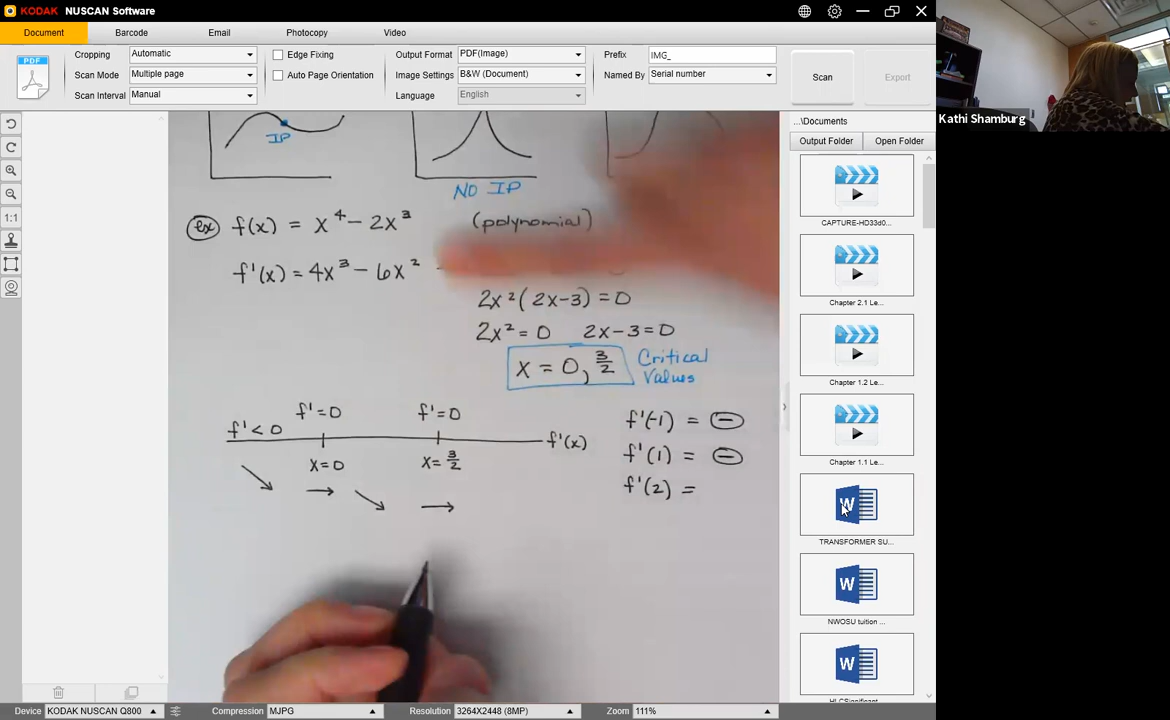 KODAK NUSCAN Software
Document Barcode Email Photocopy Video
PDF
Cropping Automatic
Scan Mode Multiple page
Scan Interval Manual
Edge Fixing
Auto Page Orientation
Output Format PDF(Image)
Image Settings B&W (Document)
Language English
Prefix IMG_
Named By Serial number
Scan
Export
1:1
IP
NO IP
ex f(x) = x⁴ - 2x³ (polynomial)
f'(x) = 4x³ - 6x²
2x²(2x-3) = 0
2x² = 0 2x-3=0
x = 0, 3/2 Critical Values
f'<0 f'=0 f'=0 f'(x)
x=0 x=3/2
f'(-1) = -
f'(1) = -
f'(2) =
...\Documents
Output Folder Open Folder
CAPTURE-HD33d0...
Chapter 2.1 Le...
Chapter 1.2 Le...
Chapter 1.1 Le...
W
TRANSFORMER SU...
W
NWOSU tuition ...
W
HLCSignificant...
Kathi Shamburg
Device KODAK NUSCAN Q800
Compression MJPG
Resolution 3264X2448 (8MP)
Zoom 111%